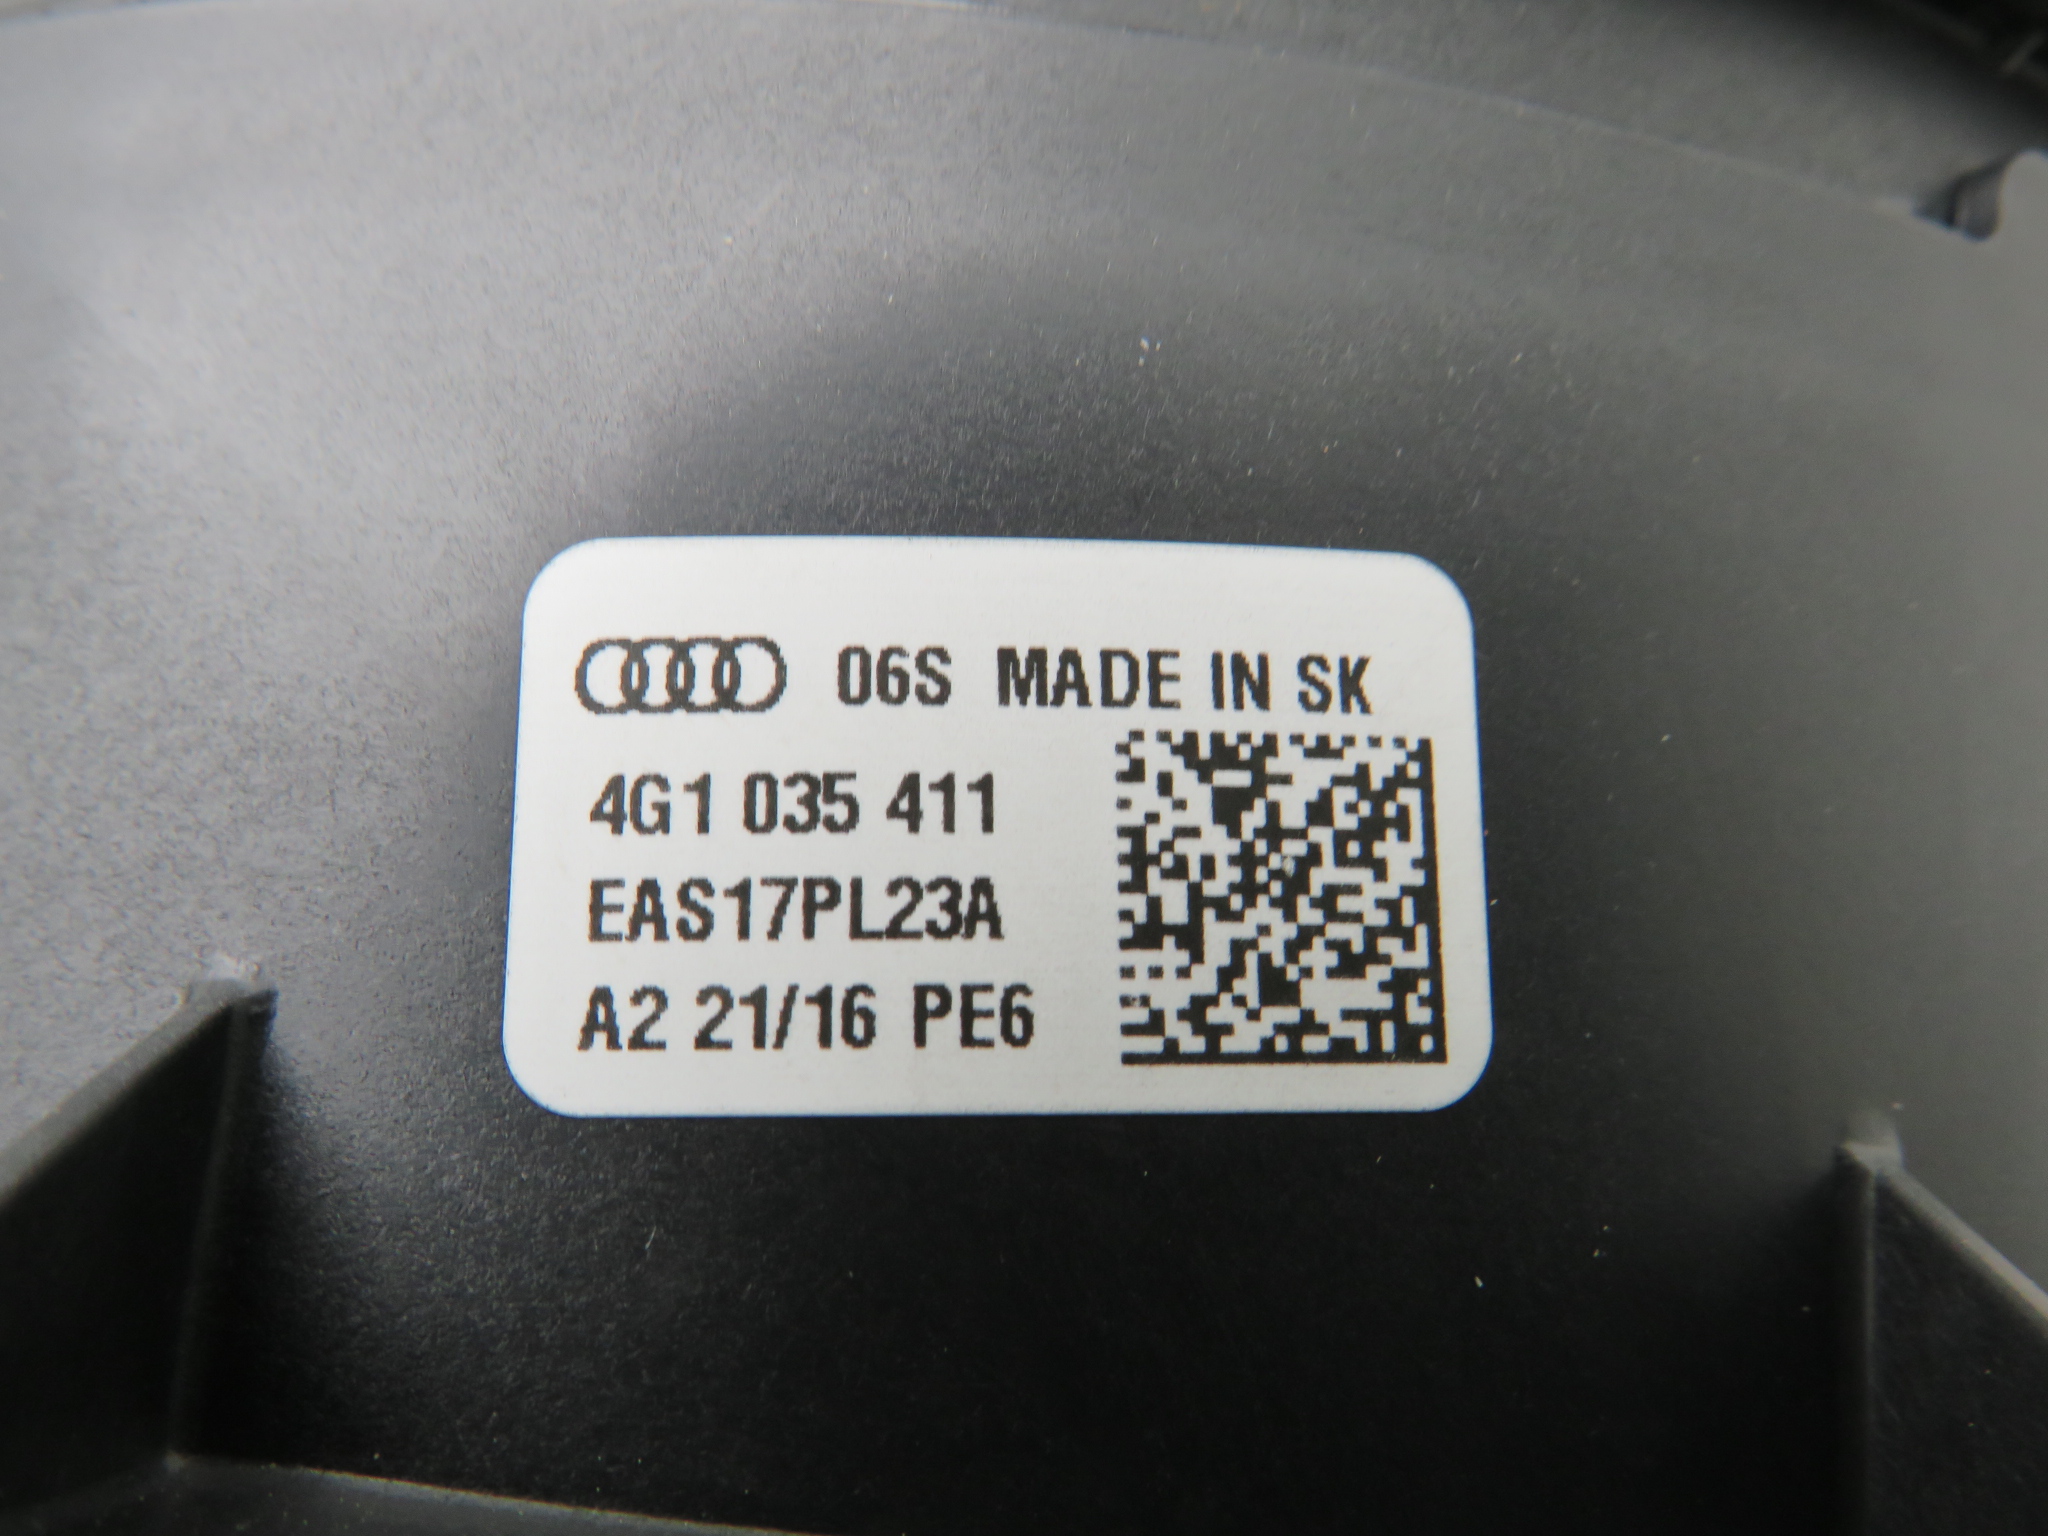 06S MADE IN SK
4G1 035 411
EAS17PL23A
A2 21/16 PE6